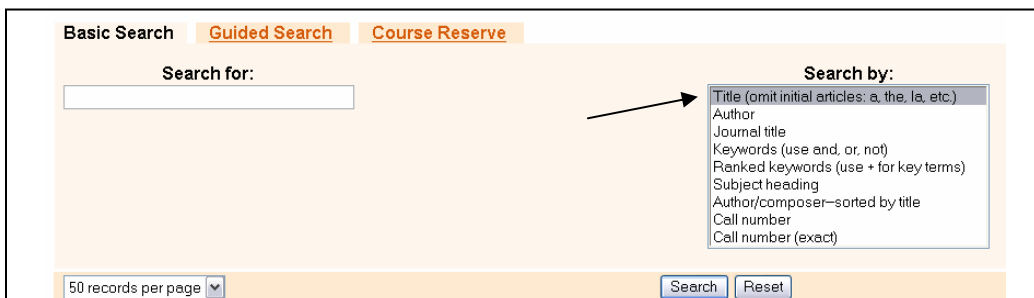 Basic Search Guided Search Course Reserve
Search for: Search by:
Title (omit initial articles: a, the, la, etc.)
Author
Journal title
Keywords (use and, or, not)
Ranked keywords (use + for key terms)
Subject heading
Author/composer—sorted by title
Call number
Call number (exact)
50 records per page Search Reset